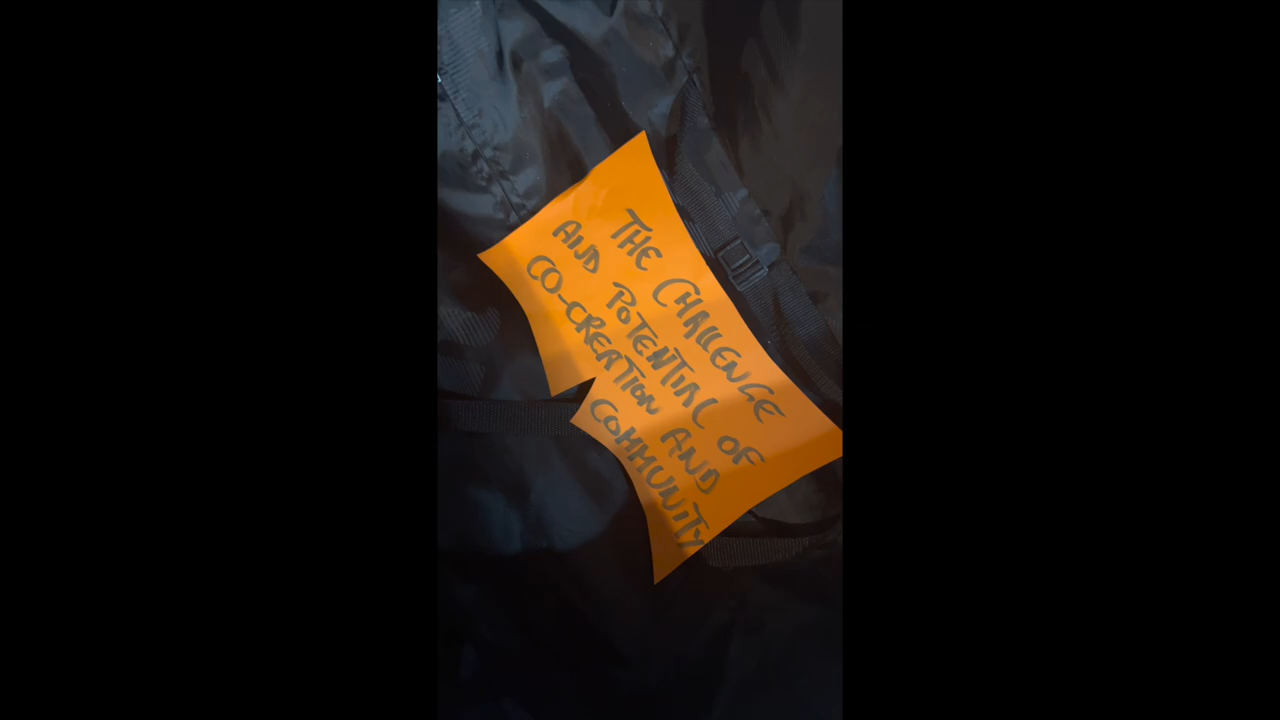 THE CHALLENGE
AND POTENTIAL OF
CO-CREATION AND
COMMUNITY